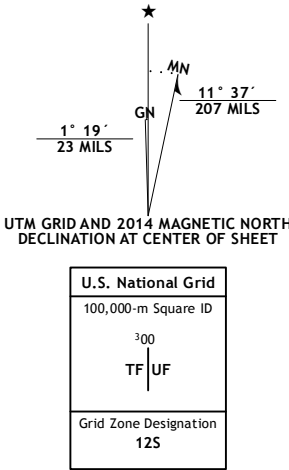 ★
MN
GN
11° 37´
207 MILS
1° 19´
23 MILS
UTM GRID AND 2014 MAGNETIC NORTH
DECLINATION AT CENTER OF SHEET
U.S. National Grid
100,000-m Square ID
³00
TF UF
Grid Zone Designation
12S